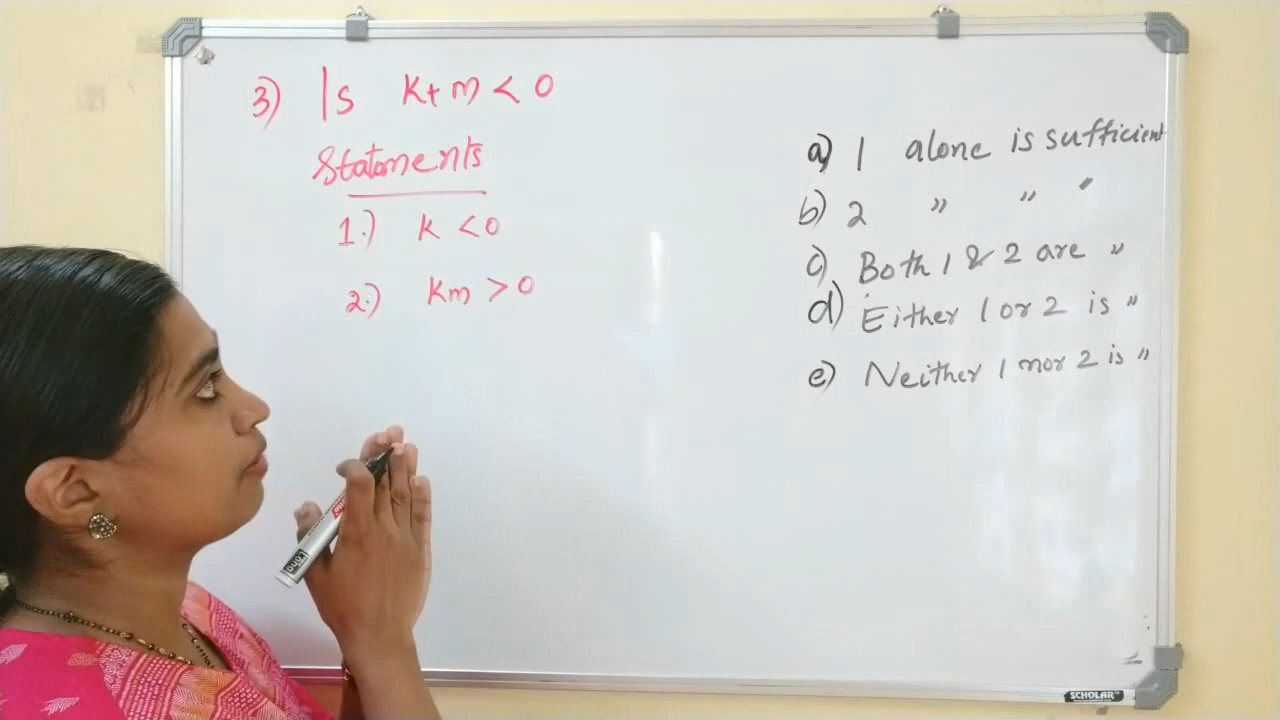 3) Is k+m < 0
Statements
1.) k < 0
2.) km > 0
a) 1 alone is sufficient
b) 2 " " "
c) Both 1 & 2 are "
d) Either 1 or 2 is "
e) Neither 1 nor 2 is "
SCHOLAR